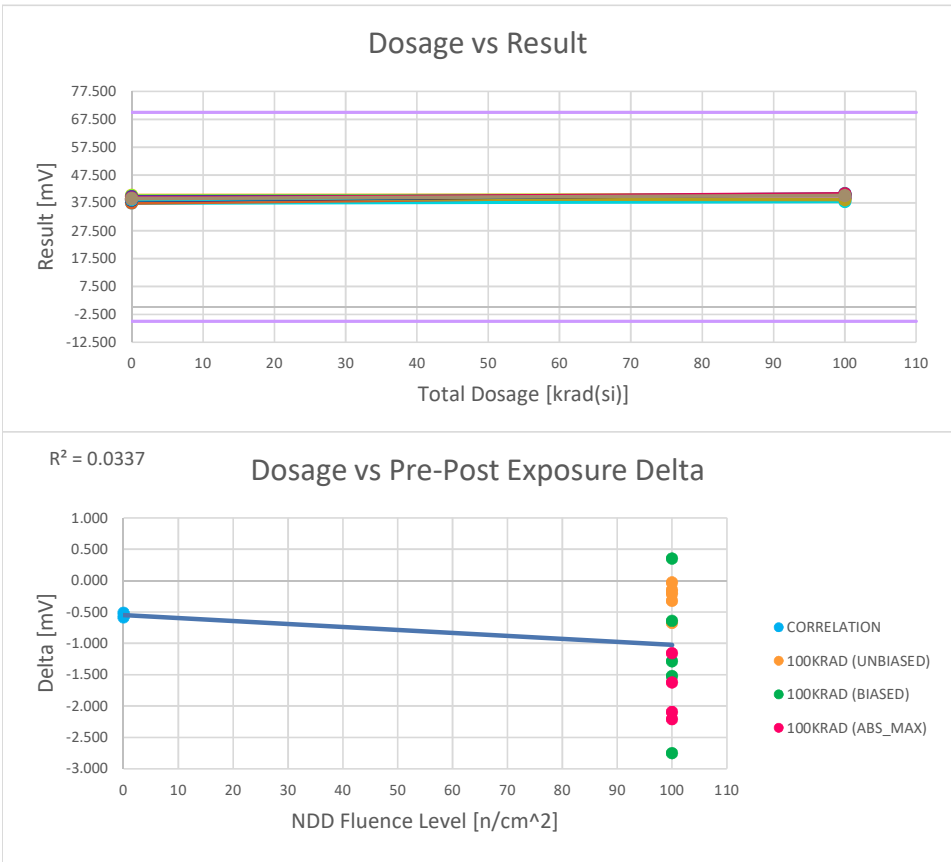 Dosage vs Result
77.500
67.500
57.500
47.500
37.500
27.500
17.500
7.500
-2.500
-12.500
Result [mV]
0 10 20 30 40 50 60 70 80 90 100 110
Total Dosage [krad(si)]
R² = 0.0337
Dosage vs Pre-Post Exposure Delta
1.000
0.500
0.000
-0.500
-1.000
-1.500
-2.000
-2.500
-3.000
Delta [mV]
0 10 20 30 40 50 60 70 80 90 100 110
NDD Fluence Level [n/cm^2]
CORRELATION
100KRAD (UNBIASED)
100KRAD (BIASED)
100KRAD (ABS_MAX)